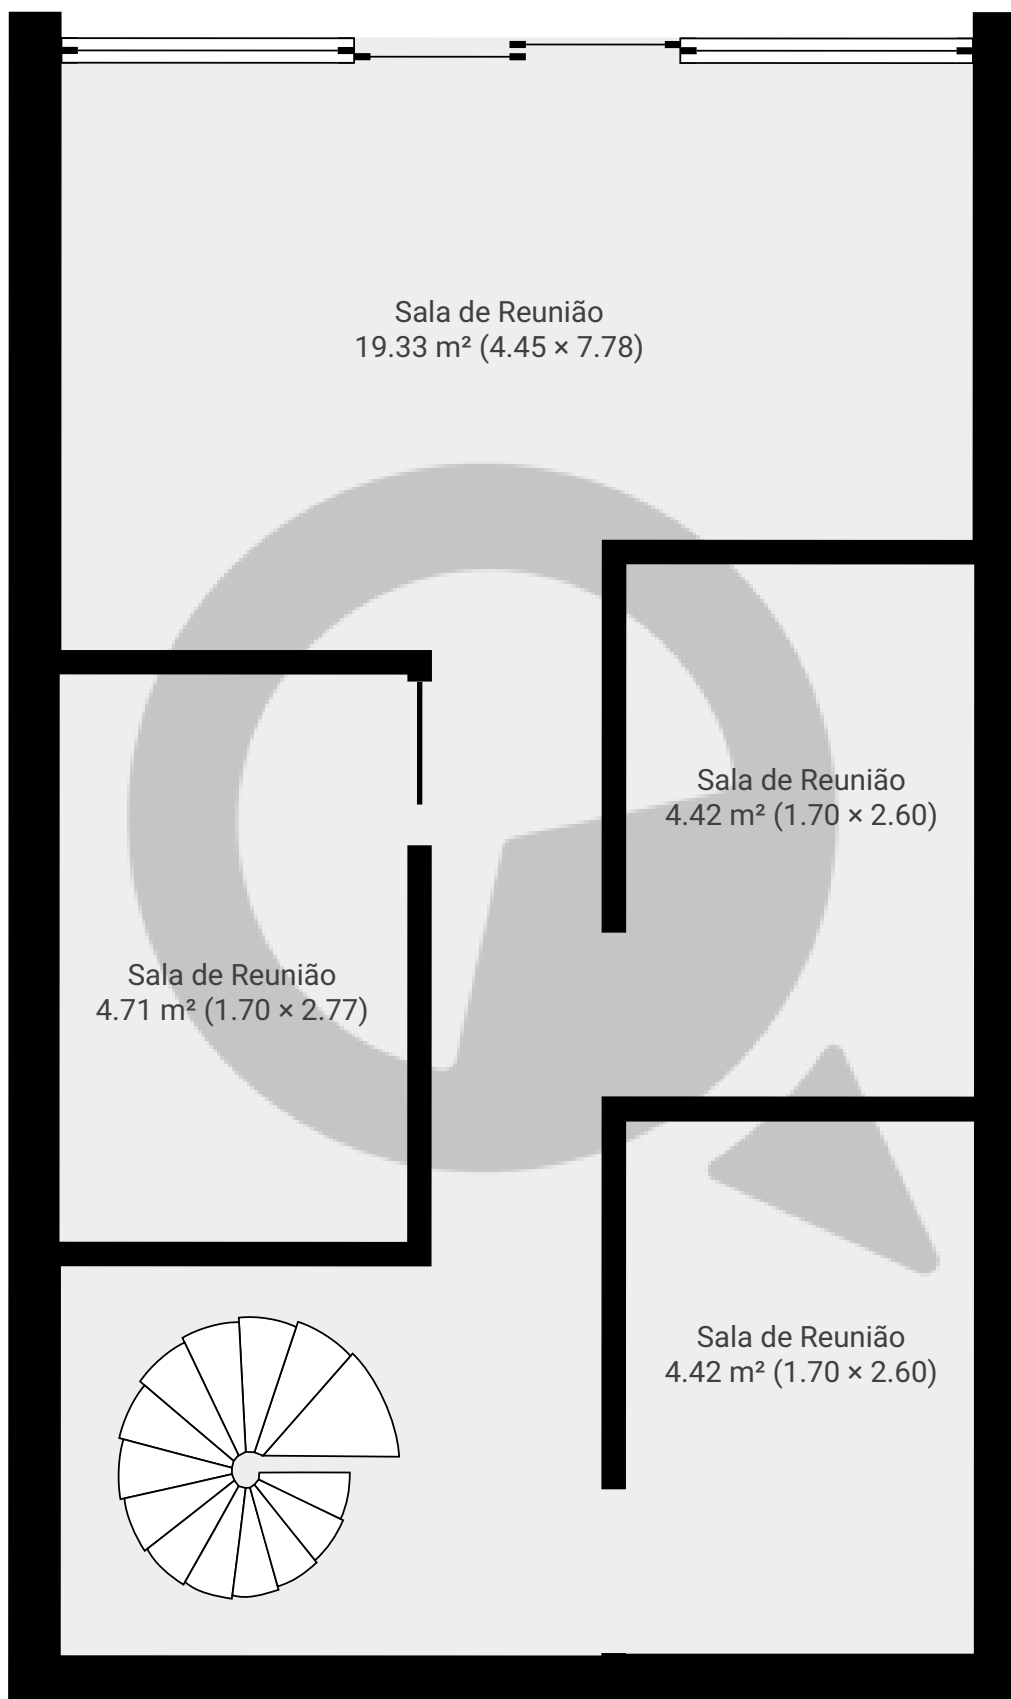 Sala de Reunião
19.33 m² (4.45 × 7.78)
Sala de Reunião
4.42 m² (1.70 × 2.60)
Sala de Reunião
4.71 m² (1.70 × 2.77)
Sala de Reunião
4.42 m² (1.70 × 2.60)